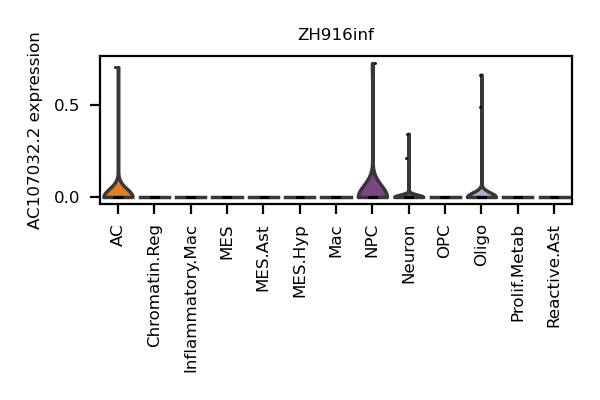 ZH916inf
AC107032.2 expression
0.5
0.0
AC
Chromatin.Reg
Inflammatory.Mac
MES
MES.Ast
MES.Hyp
Mac
NPC
Neuron
OPC
Oligo
Prolif.Metab
Reactive.Ast